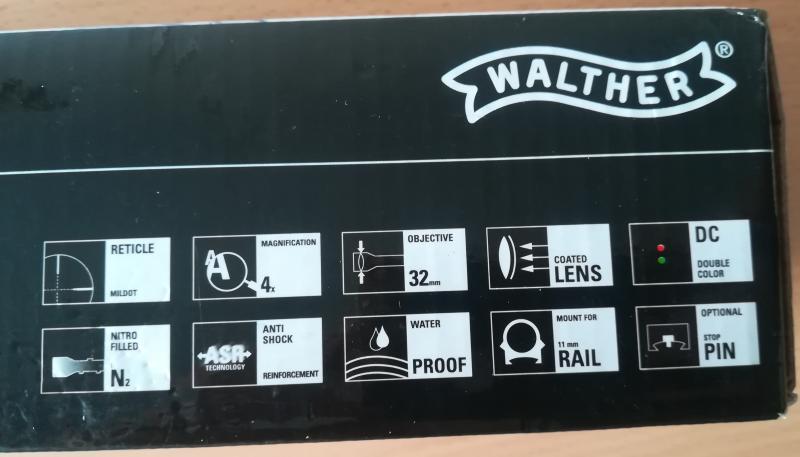 WALTHER®
RETICLE
MILDOT
MAGNIFICATION
4x
OBJECTIVE
32mm
COATED
LENS
DC
DOUBLE
COLOR
NITRO
FILLED
N2
ASR
TECHNOLOGY
ANTI
SHOCK
REINFORCEMENT
WATER
PROOF
MOUNT FOR
11 mm
RAIL
OPTIONAL
STOP
PIN